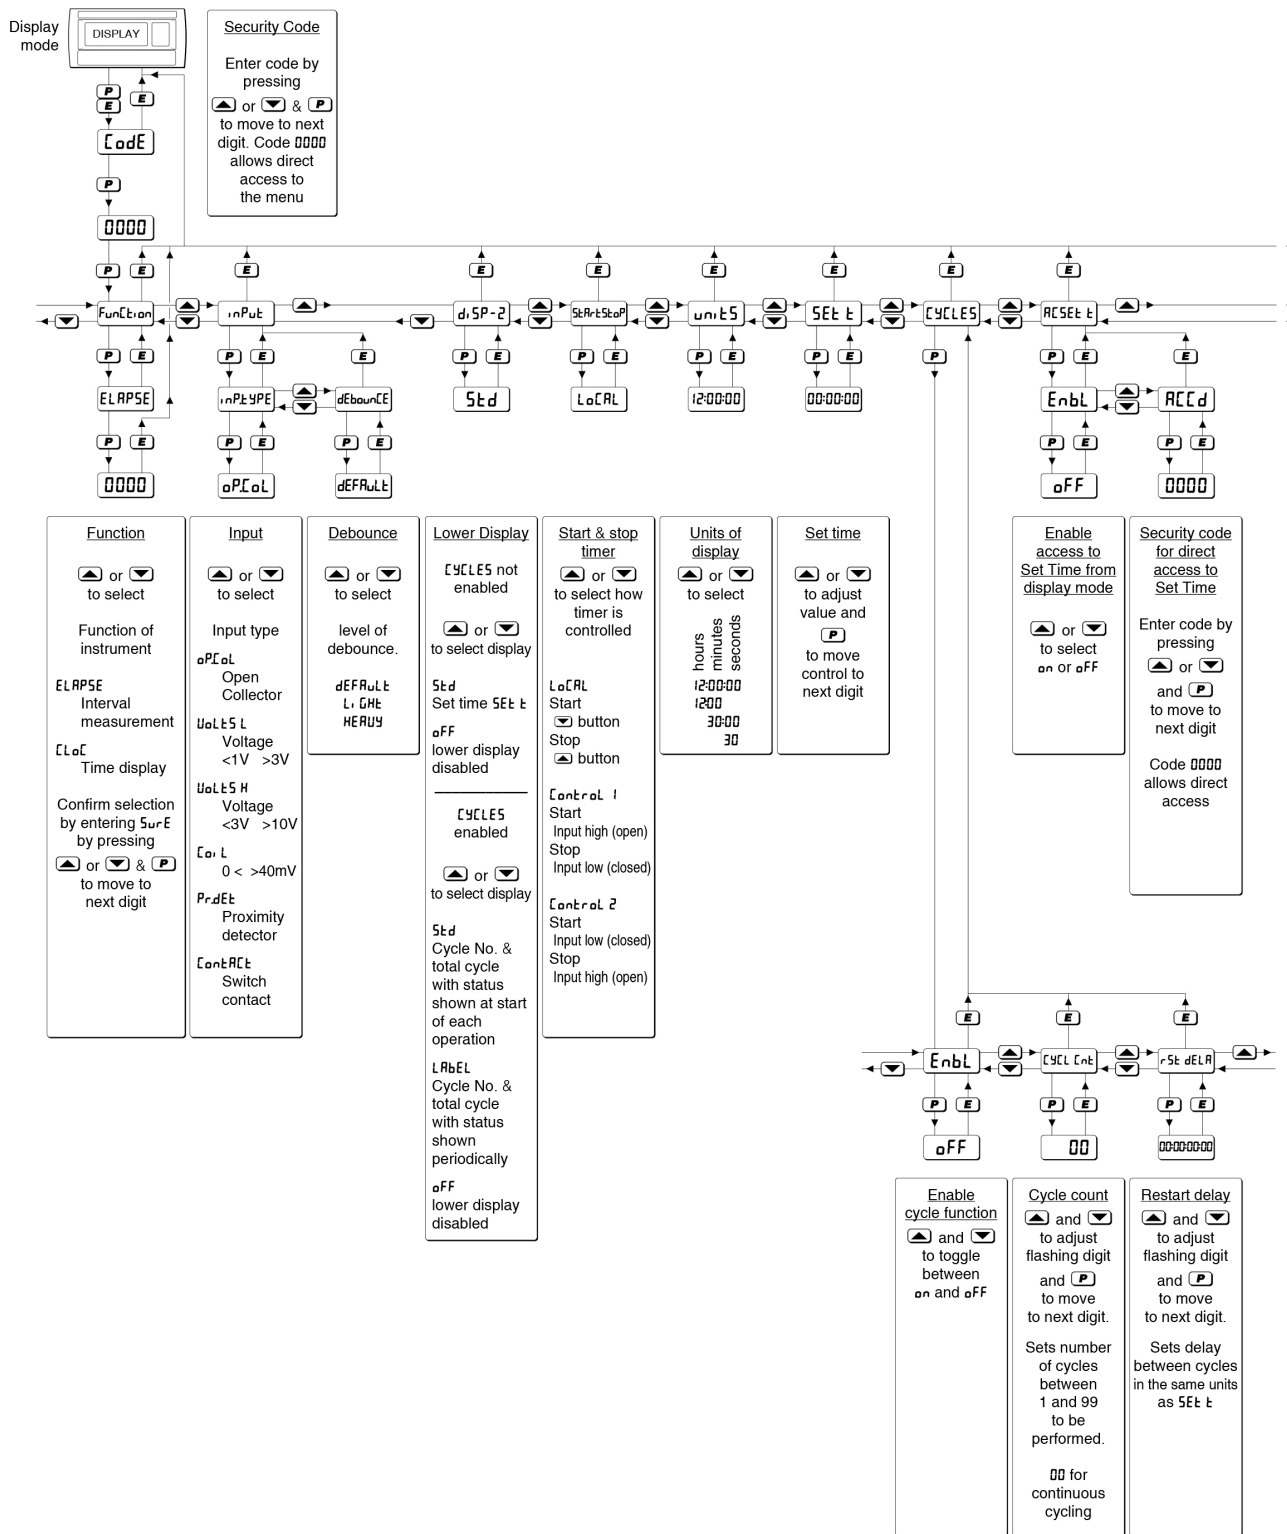 Display
mode
DISPLAY
P
E
E
CodE
P
0000
Security Code
Enter code by
pressing
or & P
to move to next
digit. Code 0000
allows direct
access to
the menu
P E E E E E E E E
FunCtion inPut diSP-2 StArtStoP unitS SEt t CYCLES ACSEt t
P E P E E P E P E P E P E P P E E
ELAPSE inP.tYPE dEbounCE Std LoCAL 12:00:00 00:00:00 EnbL ACCd
P E P E P E P E P E
0000 oP.CoL dEFAuLt oFF 0000
Function
or
to select
Function of
instrument
ELAPSE
Interval
measurement
CLoC
Time display
Confirm selection
by entering SurE
by pressing
or & P
to move to
next digit
Input
or
to select
Input type
oP.CoL
Open
Collector
VoLtS L
Voltage
<1V >3V
VoLtS H
Voltage
<3V >10V
Coi L
0 < >40mV
Pr.dEt
Proximity
detector
ContACt
Switch
contact
Debounce
or
to select
level of
debounce.
dEFAuLt
Li GHt
HEAVY
Lower Display
CYCLES not
enabled
or
to select display
Std
Set time SEt t
oFF
lower display
disabled
CYCLES
enabled
or
to select display
Std
Cycle No. &
total cycle
with status
shown at start
of each
operation
LAbEL
Cycle No. &
total cycle
with status
shown
periodically
oFF
lower display
disabled
Start & stop
timer
or
to select how
timer is
controlled
LoCAL
Start
button
Stop
button
ControL 1
Start
Input high (open)
Stop
Input low (closed)
ControL 2
Start
Input low (closed)
Stop
Input high (open)
Units of
display
or
to select
hours
minutes
seconds
12:00:00
12:00
30:00
30
Set time
or
to adjust
value and
P
to move
control to
next digit
Enable
access to
Set Time from
display mode
or
to select
on or oFF
Security code
for direct
access to
Set Time
Enter code by
pressing
or
and P
to move to
next digit
Code 0000
allows direct
access
E E E
EnbL CYCL Cnt rSt dELA
P E P E P E
oFF 00 00:00:00:00
Enable
cycle function
and
to toggle
between
on and oFF
Cycle count
and
to adjust
flashing digit
and P
to move
to next digit.
Sets number
of cycles
between
1 and 99
to be
performed.
00 for
continuous
cycling
Restart delay
and
to adjust
flashing digit
and P
to move
to next digit.
Sets delay
between cycles
in the same units
as SEt t